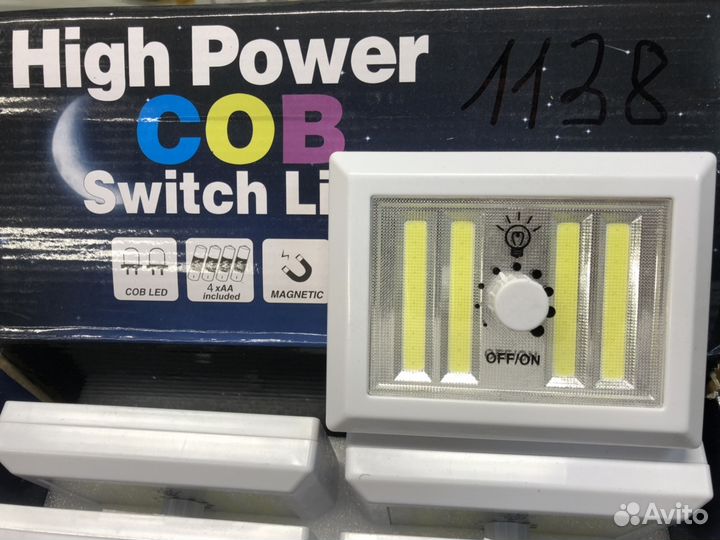 High Power
1138
COB
Switch Li
COB LED
4 xAA
included
MAGNETIC
OFF/ON
Avito